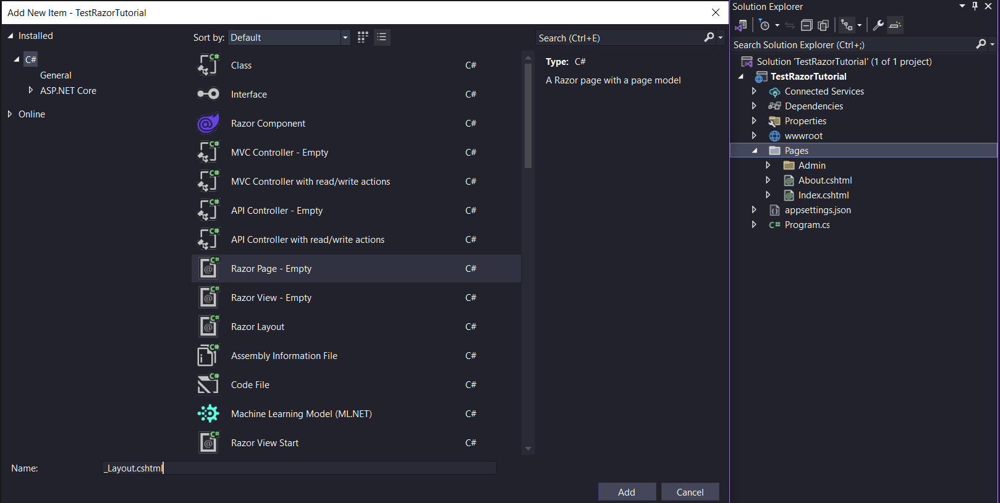 Add New Item - TestRazorTutorial
Installed
C#
General
ASP.NET Core
Online
Sort by: Default
Class C#
Interface C#
Razor Component C#
MVC Controller - Empty C#
MVC Controller with read/write actions C#
API Controller - Empty C#
API Controller with read/write actions C#
Razor Page - Empty C#
Razor View - Empty C#
Razor Layout C#
Assembly Information File C#
Code File C#
Machine Learning Model (ML.NET) C#
Razor View Start C#
Search (Ctrl+E)
Type: C#
A Razor page with a page model
Name: _Layout.cshtml
Add Cancel
Solution Explorer
Search Solution Explorer (Ctrl+;)
Solution 'TestRazorTutorial' (1 of 1 project)
TestRazorTutorial
Connected Services
Dependencies
Properties
wwwroot
Pages
Admin
About.cshtml
Index.cshtml
appsettings.json
C# Program.cs